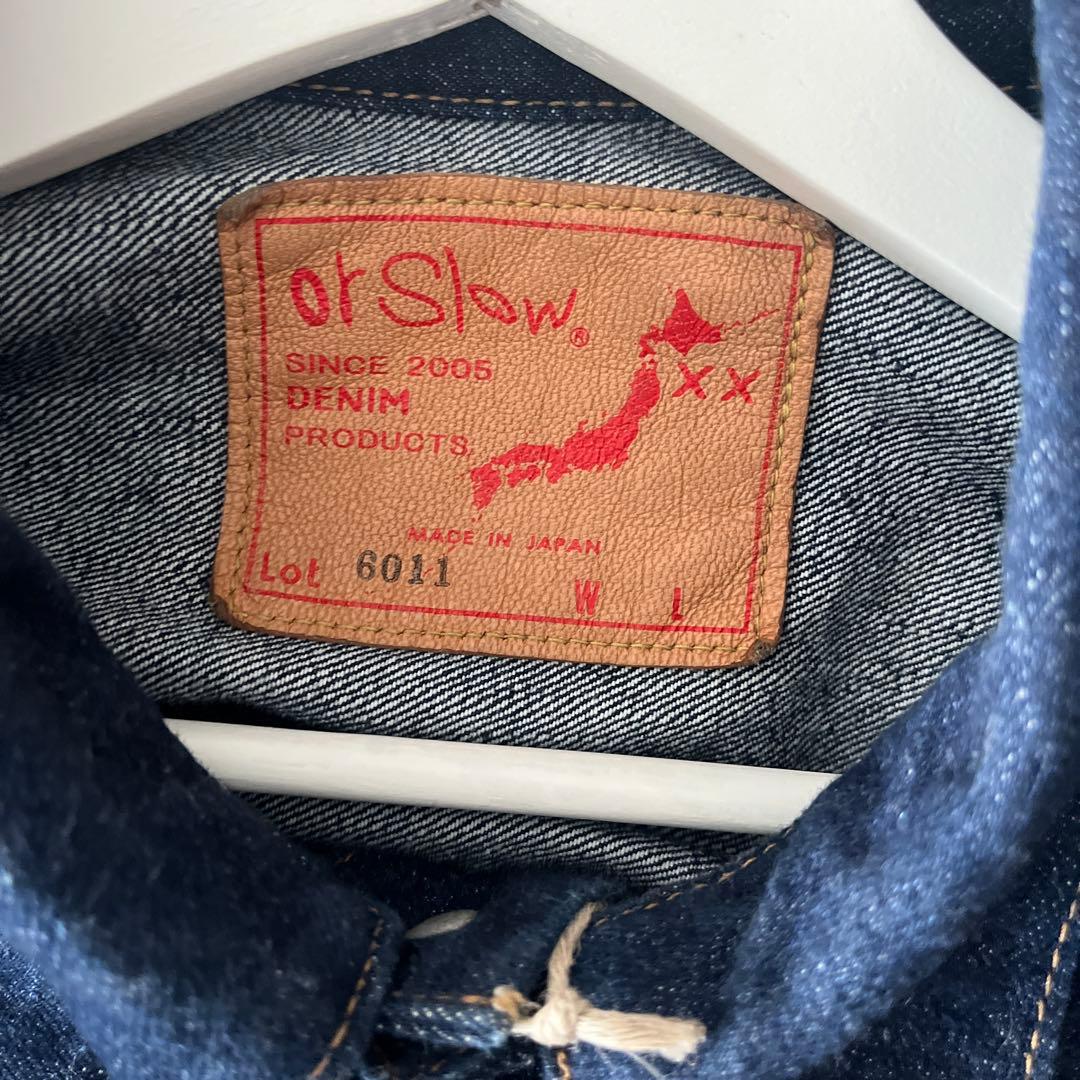 orSlow®
SINCE 2005
DENIM
PRODUCTS.
XX
MADE IN JAPAN
Lot 6011 W L